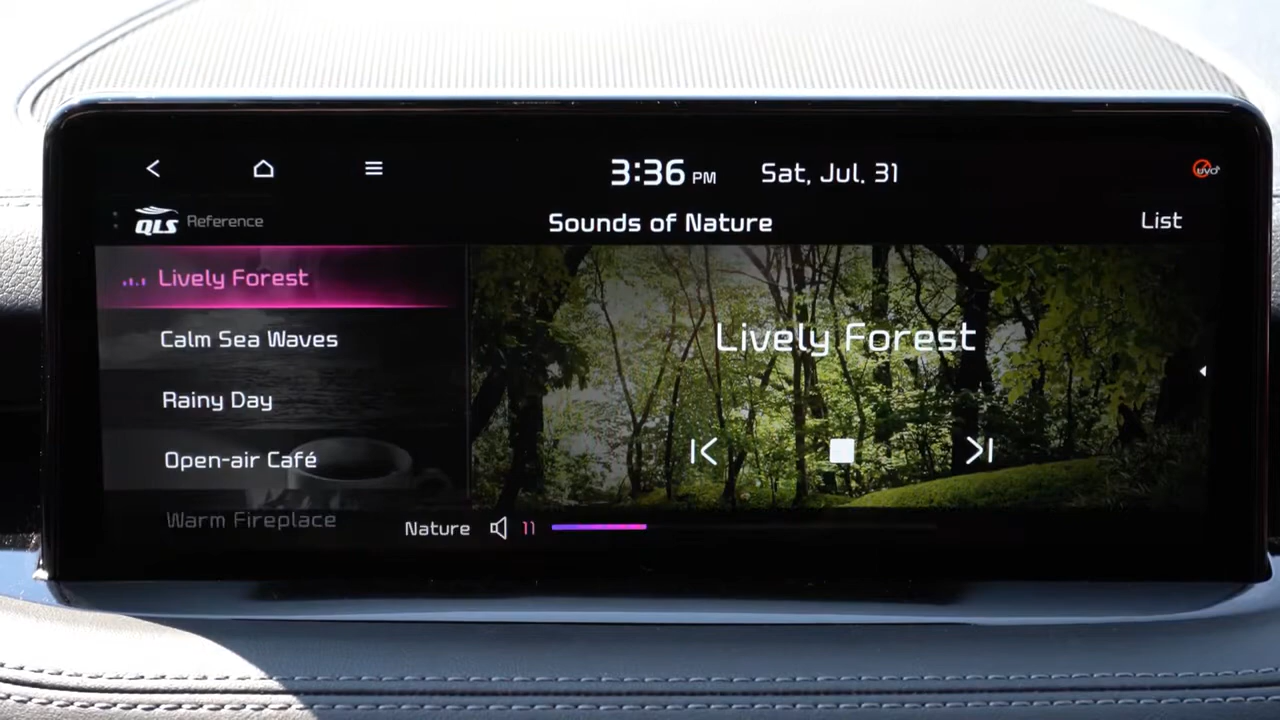 3:36 PM Sat, Jul. 31
UVO
QLS Reference
Sounds of Nature
List
Lively Forest
Calm Sea Waves
Rainy Day
Open-air Café
Warm Fireplace
Lively Forest
Nature 11